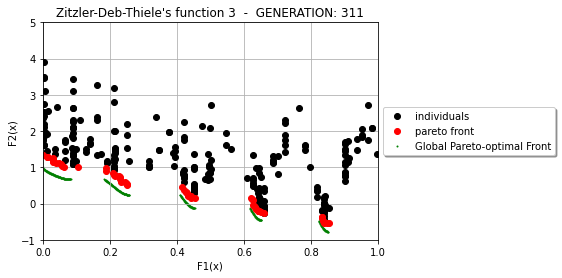 Zitzler-Deb-Thiele's function 3 - GENERATION: 311
5
4
3
2
1
0
−1
F2(x)
0.0 0.2 0.4 0.6 0.8 1.0
F1(x)
individuals
pareto front
Global Pareto-optimal Front